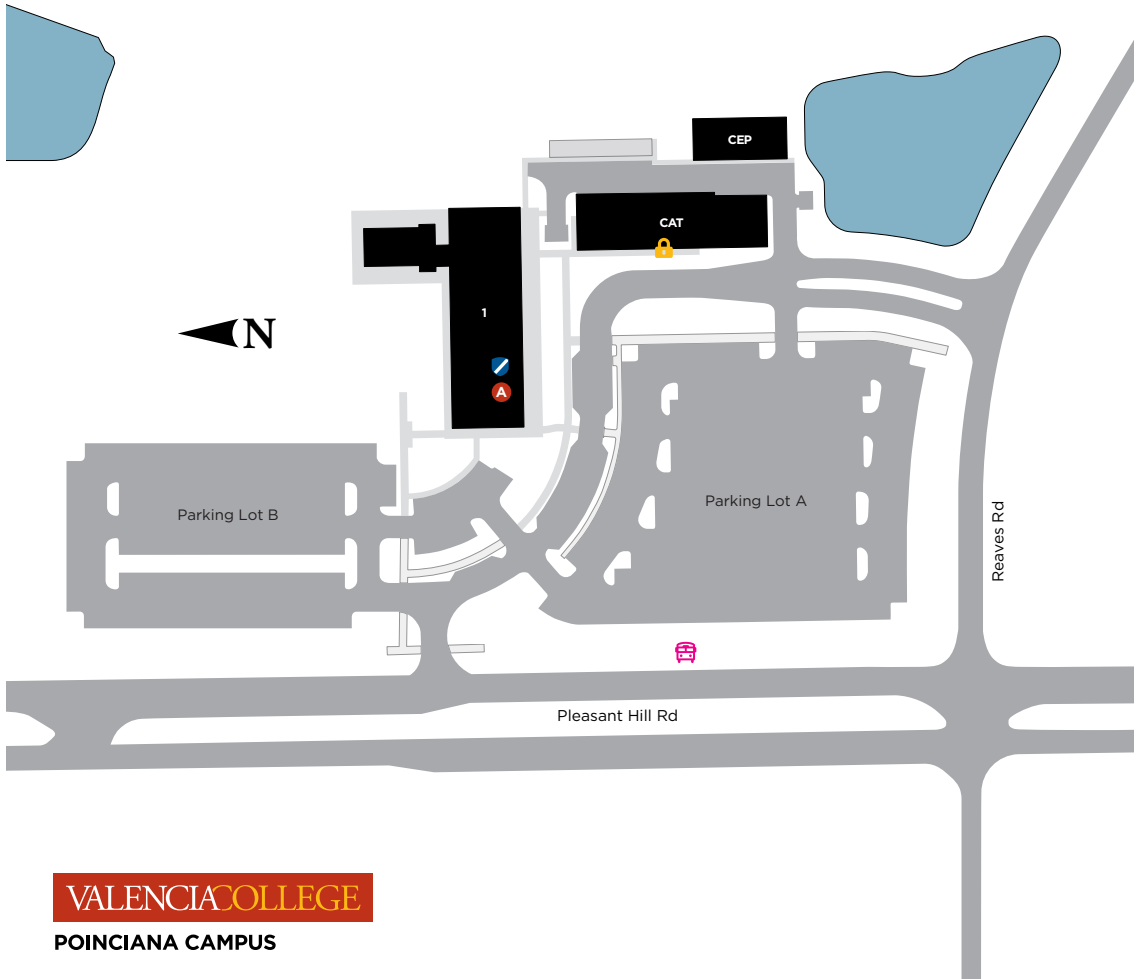 CEP
CAT
1
N
A
Parking Lot B
Parking Lot A
Reaves Rd
Pleasant Hill Rd
VALENCIACOLLEGE
POINCIANA CAMPUS